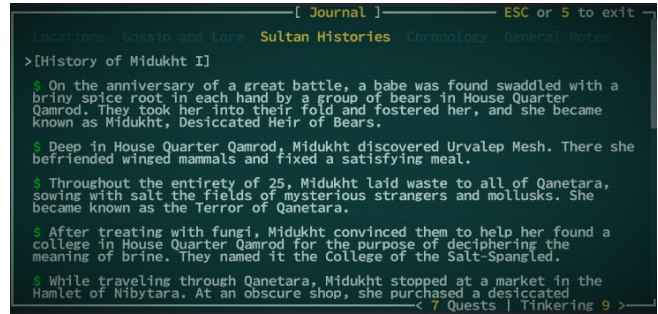 [ Journal ] ESC or 5 to exit
Locations Gossip and Lore Sultan Histories Chronology General Notes
>[History of Midukht I]
$ On the anniversary of a great battle, a babe was found swaddled with a
briny spice root in each hand by a group of bears in House Quarter
Qamrod. They took her into their fold and fostered her, and she became
known as Midukht, Desiccated Heir of Bears.
$ Deep in House Quarter Qamrod, Midukht discovered Urvalep Mesh. There she
befriended winged mammals and fixed a satisfying meal.
$ Throughout the entirety of 25, Midukht laid waste to all of Qanetara,
sowing with salt the fields of mysterious strangers and mollusks. She
became known as the Terror of Qanetara.
$ After treating with fungi, Midukht convinced them to help her found a
college in House Quarter Qamrod for the purpose of deciphering the
meaning of brine. They named it the College of the Salt-Spangled.
$ While traveling through Qanetara, Midukht stopped at a market in the
Hamlet of Nibytara. At an obscure shop, she purchased a desiccated
< 7 Quests | Tinkering 9 >